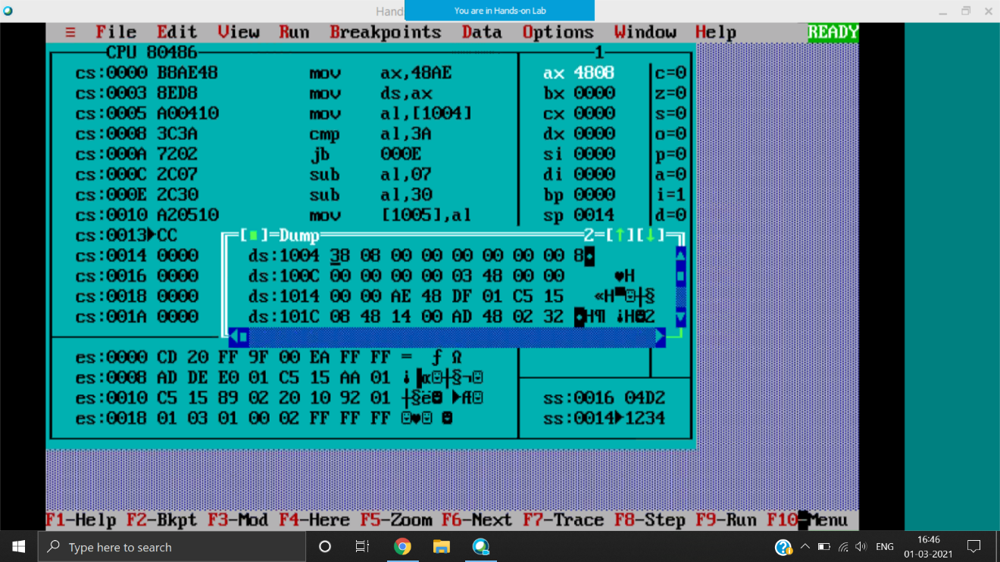 Hand
You are in Hands-on Lab
≡ File Edit View Run Breakpoints Data Options Window Help READY
CPU 80486 1
cs:0000 B8AE48 mov ax,48AE ax 4808 c=0
cs:0003 8ED8 mov ds,ax bx 0000 z=0
cs:0005 A00410 mov al,[1004] cx 0000 s=0
cs:0008 3C3A cmp al,3A dx 0000 o=0
cs:000A 7202 jb 000E si 0000 p=0
cs:000C 2C07 sub al,07 di 0000 a=0
cs:000E 2C30 sub al,30 bp 0000 i=1
cs:0010 A20510 mov [1005],al sp 0014 d=0
cs:0013►CC
cs:0014 0000
cs:0016 0000
cs:0018 0000
cs:001A 0000
[■]=Dump 2=[↑][↓]
ds:1004 38 08 00 00 00 00 00 00 8◘
ds:100C 00 00 00 00 03 48 00 00 ♥H
ds:1014 00 00 AE 48 DF 01 C5 15 «H▀☺┼§
ds:101C 08 48 14 00 AD 48 02 32 ◘H¶ ¡H☻2
es:0000 CD 20 FF 9F 00 EA FF FF = ƒ Ω
es:0008 AD DE E0 01 C5 15 AA 01 ¡▐α☺┼§¬☺
es:0010 C5 15 89 02 20 10 92 01 ┼§ë☻ ►Æ☺
es:0018 01 03 01 00 02 FF FF FF ☺♥☺ ☻
ss:0016 04D2
ss:0014►1234
F1-Help F2-Bkpt F3-Mod F4-Here F5-Zoom F6-Next F7-Trace F8-Step F9-Run F10-Menu
Type here to search
ENG
16:46
01-03-2021